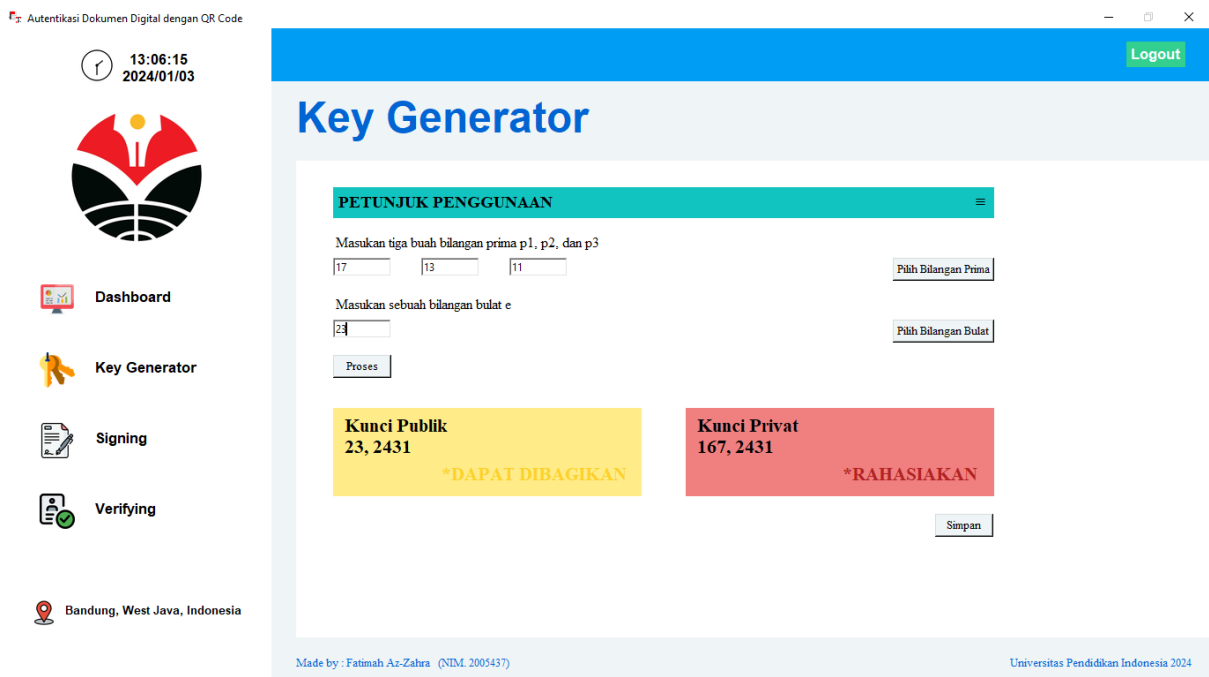 Autentikasi Dokumen Digital dengan QR Code
13:06:15
2024/01/03
Logout
Key Generator
PETUNJUK PENGGUNAAN
Masukan tiga buah bilangan prima p1, p2, dan p3
17 13 11
Pilih Bilangan Prima
Masukan sebuah bilangan bulat e
23
Pilih Bilangan Bulat
Proses
Kunci Publik
23, 2431
*DAPAT DIBAGIKAN
Kunci Privat
167, 2431
*RAHASIAKAN
Simpan
Dashboard
Key Generator
Signing
Verifying
Bandung, West Java, Indonesia
Made by : Fatimah Az-Zahra (NIM. 2005437)
Universitas Pendidikan Indonesia 2024